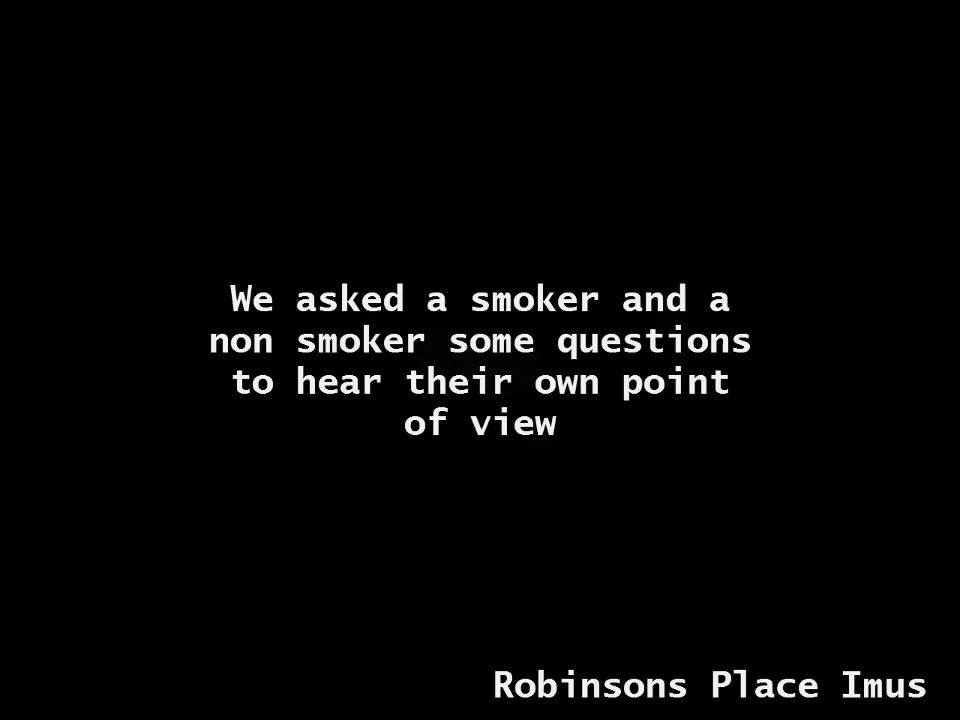 We asked a smoker and a
non smoker some questions
to hear their own point
of view
Robinsons Place Imus